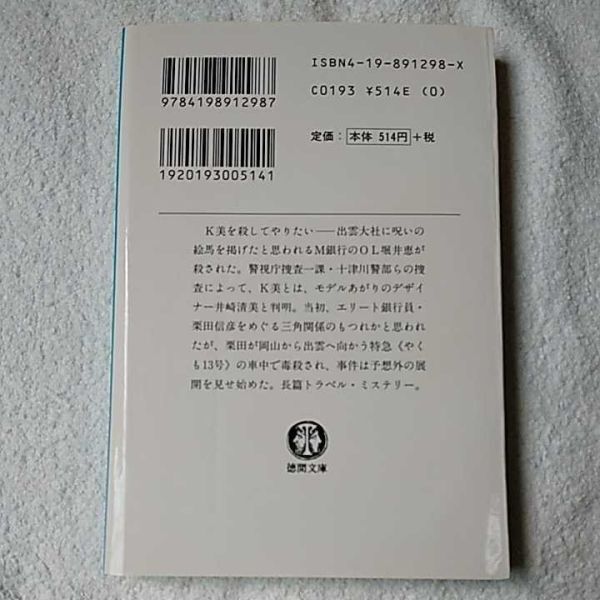 ISBN4-19-891298-X
9784198912987
C0193 ¥514E (0)
定価：本体 514円＋税
1920193005141
K美を殺してやりたい――出雲大社に呪いの
絵馬を掲げたと思われるM銀行のOL堀井恵が
殺された。警視庁捜査一課・十津川警部らの捜
査によって、K美とは、モデルあがりのデザイ
ナー井崎清美と判明。当初、エリート銀行員・
栗田信彦をめぐる三角関係のもつれかと思われ
たが、栗田が岡山から出雲へ向かう特急《やく
も13号》の車中で毒殺され、事件は予想外の展
開を見せ始めた。長篇トラベル・ミステリー。
徳間文庫